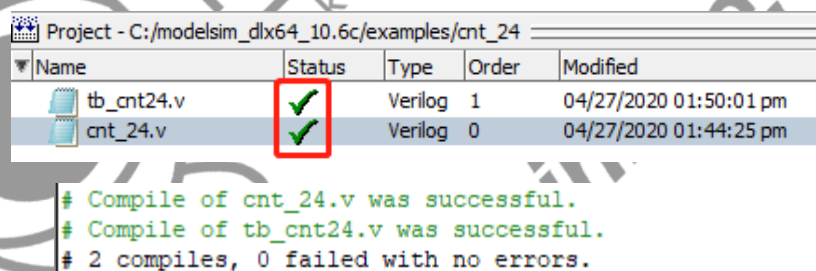 Project - C:/modelsim_dlx64_10.6c/examples/cnt_24
Name Status Type Order Modified
tb_cnt24.v Verilog 1 04/27/2020 01:50:01 pm
cnt_24.v Verilog 0 04/27/2020 01:44:25 pm
# Compile of cnt_24.v was successful.
# Compile of tb_cnt24.v was successful.
# 2 compiles, 0 failed with no errors.